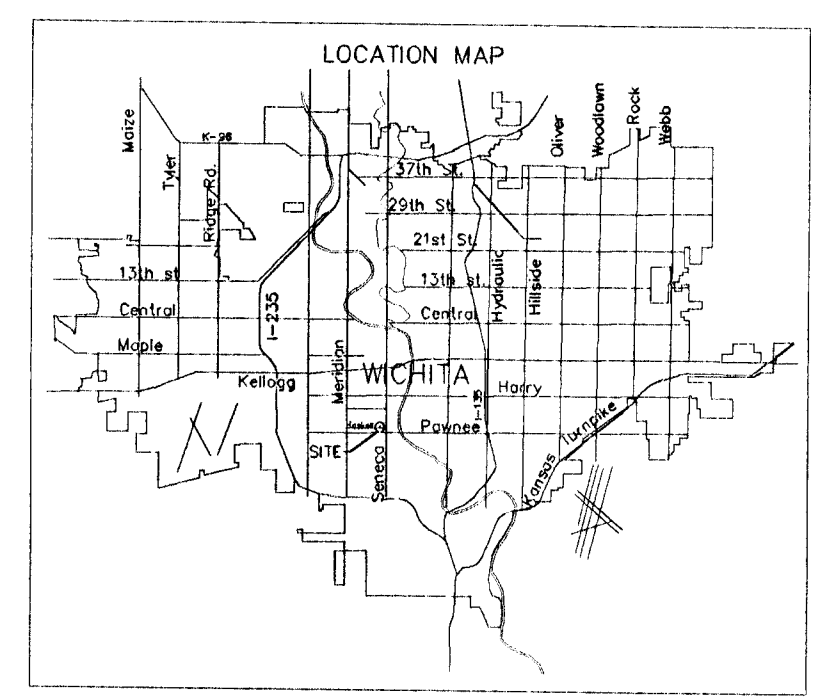 LOCATION MAP
Maize
Tyler
K-96
Ridge Rd.
Oliver
Woodlawn
Rock
Webb
37th St.
29th St.
21st St.
13th st
13th st.
Hydraulic
Hillside
Central
Central
I-235
Maple
Kellogg
Meridian
WICHITA
Harry
I-135
Pawnee
SITE
Seneca
Kansas Turnpike